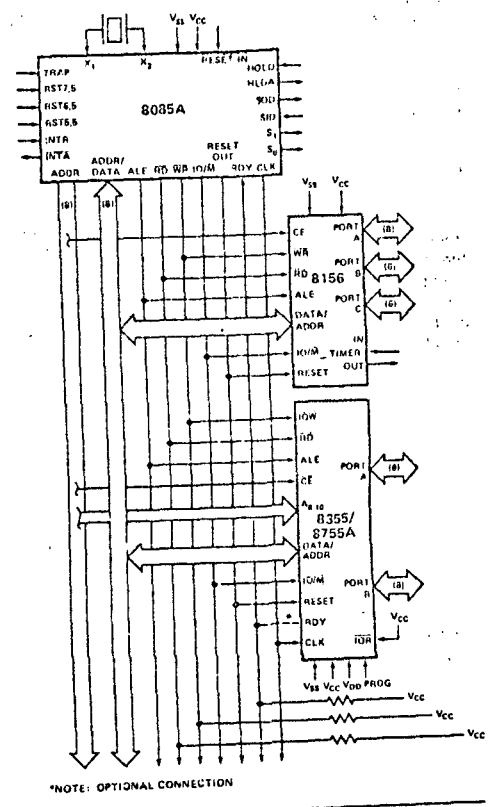 VSS VCC
X1 X2 RESET IN
TRAP
RST7.5
RST6.5
RST5.5
INTR
INTA
8085A
HOLD
HLDA
SOD
SID
S1
S0
ADDR
ADDR/
DATA
ALE RD WR IO/M
RESET
OUT
RDY CLK
(8) (8)
VSS VCC
CE
WR
RD
ALE
DATA/
ADDR
IO/M
RESET
8156
PORT
A
(8)
PORT
B
PORT
C
(6)
IN
TIMER
OUT
IOW
RD
ALE
CE
A8-10
DATA/
ADDR
IO/M
RESET
RDY
CLK
*
8355/
8755A
PORT
A
(8)
PORT
B
(8)
IOR
VCC
VSS VCC VDD PROG
VCC
VCC
VCC
*NOTE: OPTIONAL CONNECTION